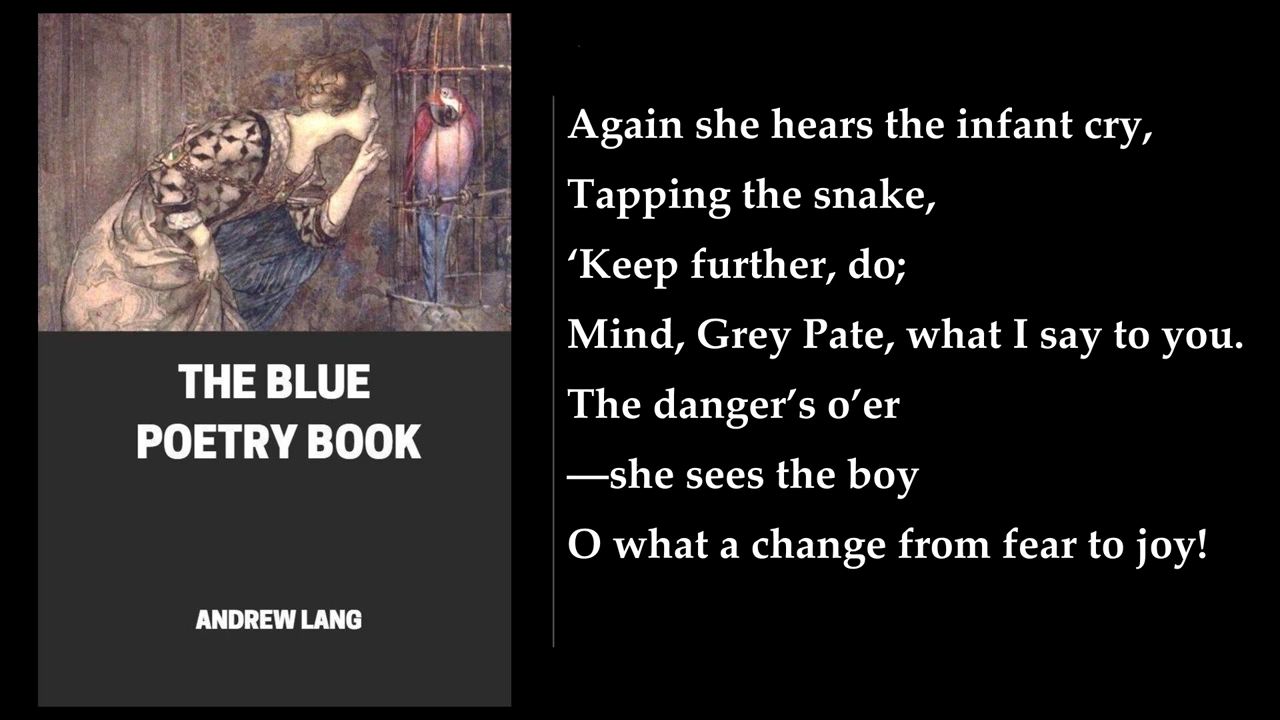 THE BLUE
POETRY BOOK
ANDREW LANG
Again she hears the infant cry,
Tapping the snake,
‘Keep further, do;
Mind, Grey Pate, what I say to you.
The danger’s o’er
—she sees the boy
O what a change from fear to joy!